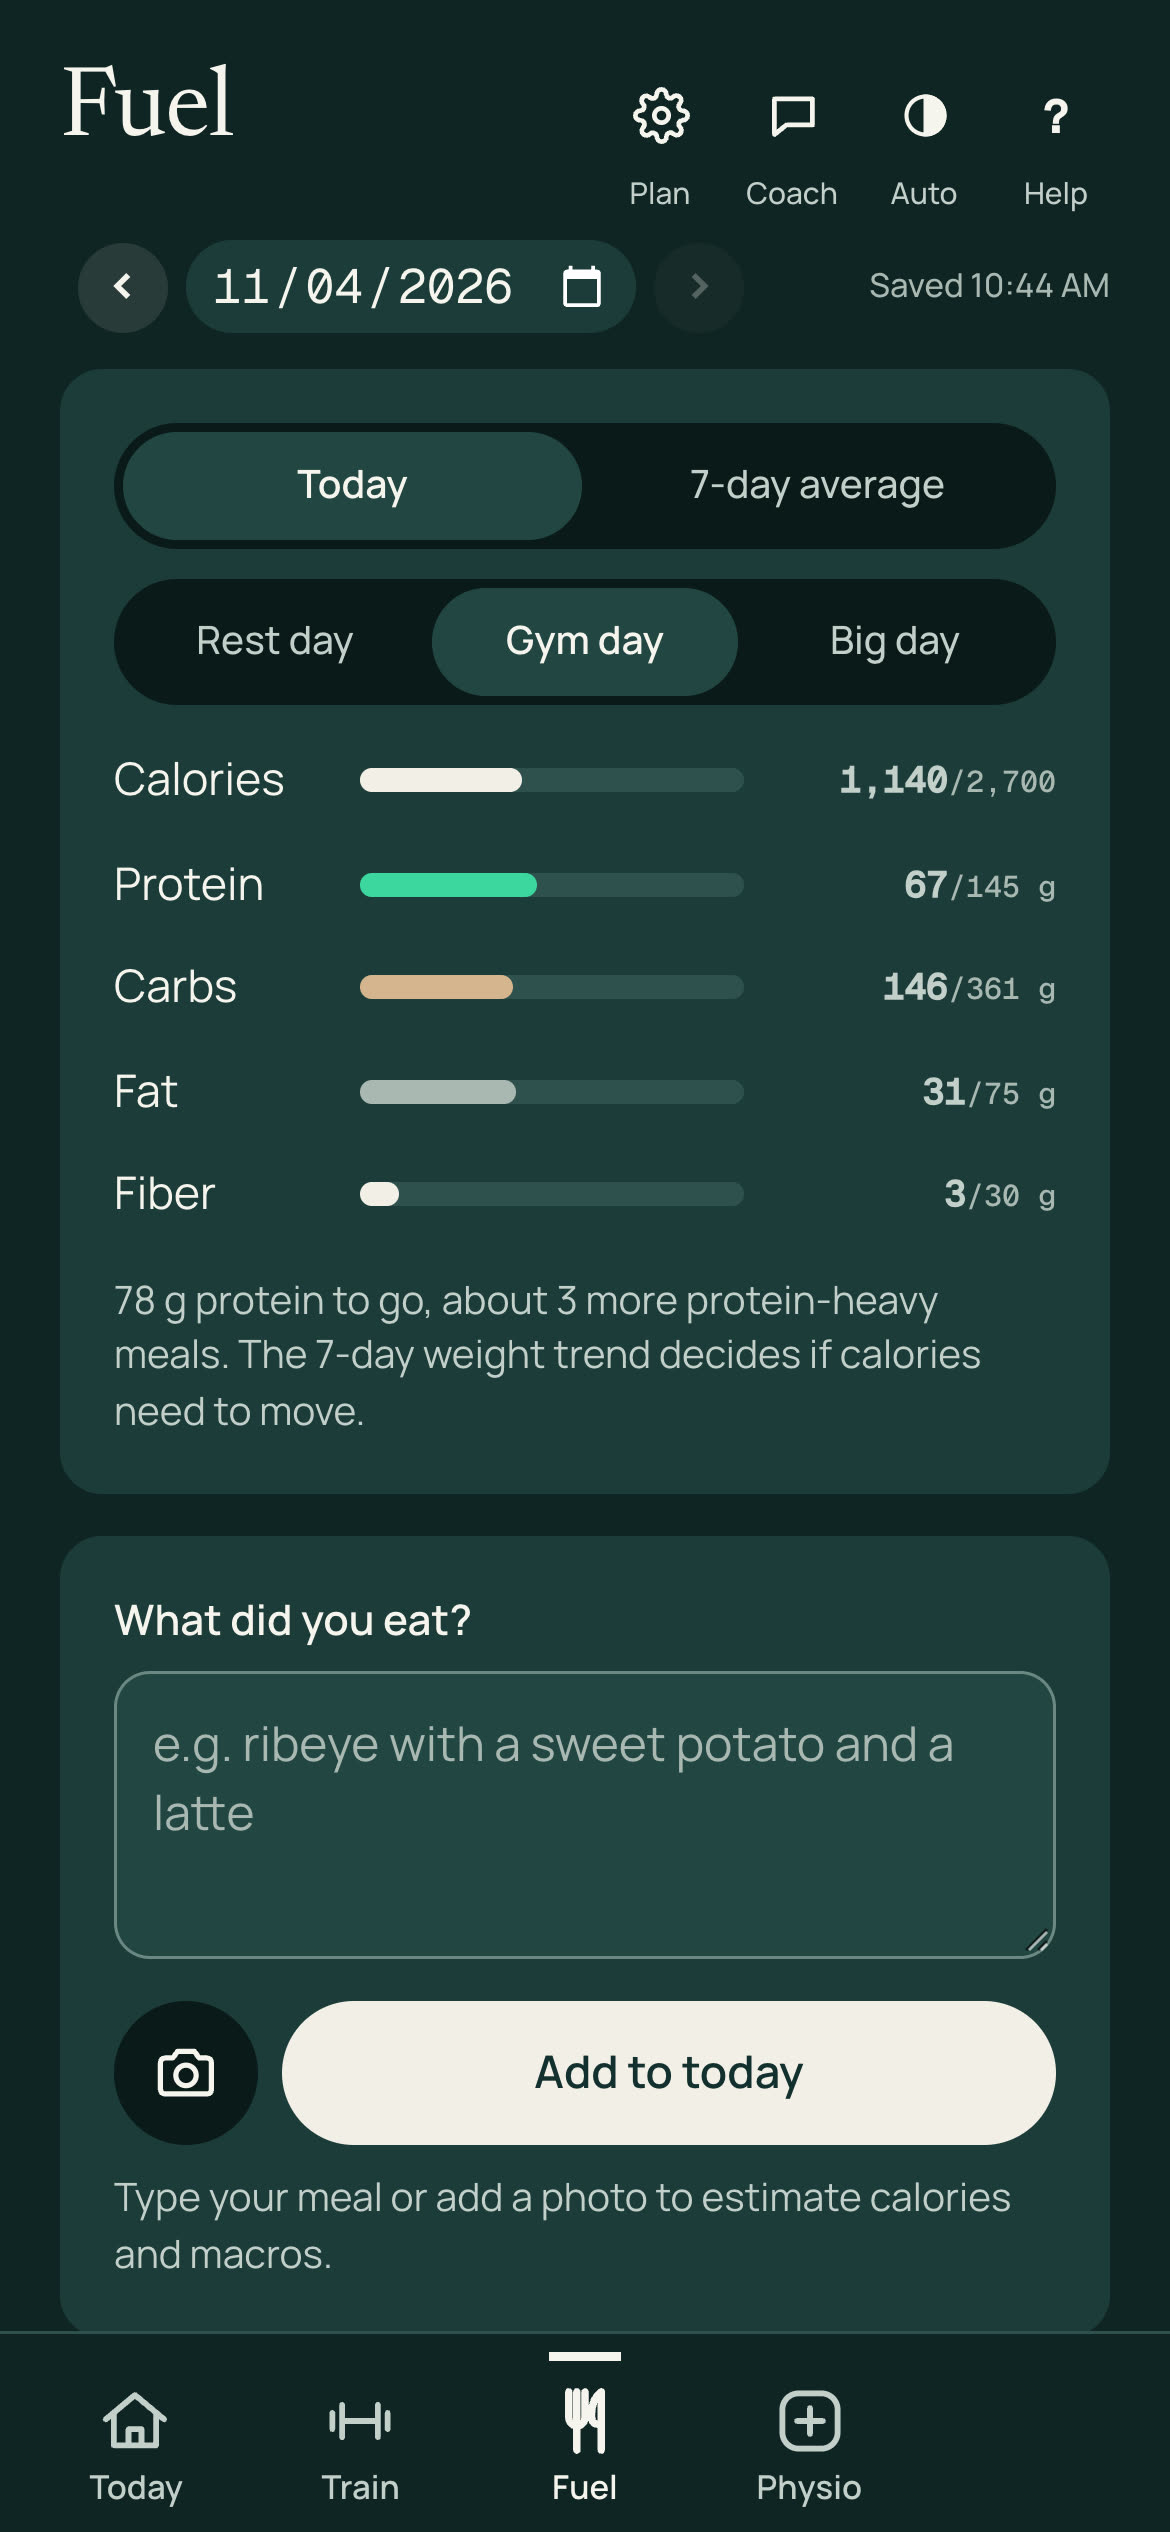 Fuel
Plan
Coach
Auto
? Help
11/04/2026
Saved 10:44 AM
Today
7-day average
Rest day
Gym day
Big day
Calories
1,140/2,700
Protein
67/145 g
Carbs
146/361 g
Fat
31/75 g
Fiber
3/30 g
78 g protein to go, about 3 more protein-heavy
meals. The 7-day weight trend decides if calories
need to move.
What did you eat?
e.g. ribeye with a sweet potato and a
latte
Add to today
Type your meal or add a photo to estimate calories
and macros.
Today
Train
Fuel
Physio